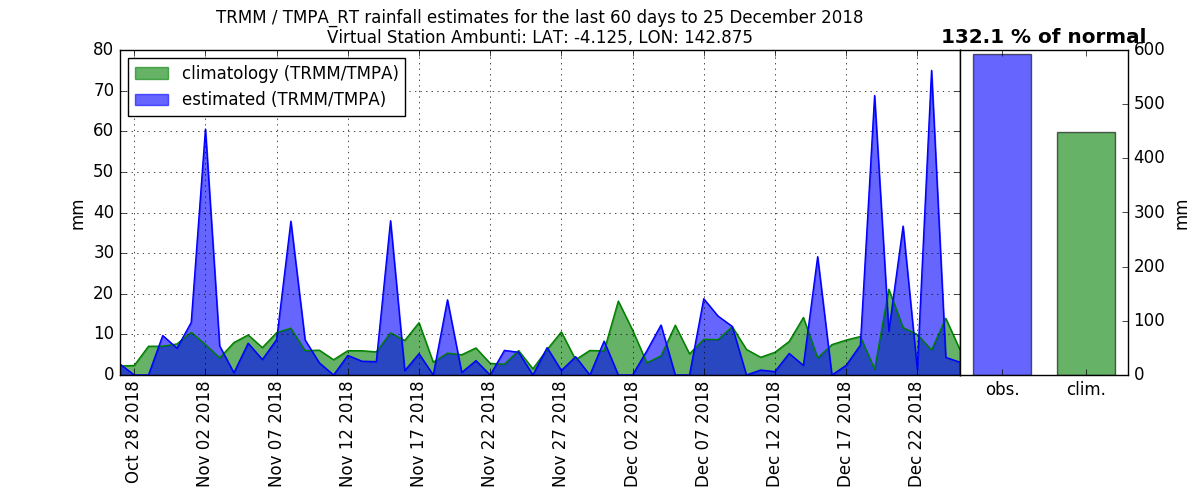 TRMM / TMPA_RT rainfall estimates for the last 60 days to 25 December 2018
Virtual Station Ambunti: LAT: -4.125, LON: 142.875
132.1 % of normal
climatology (TRMM/TMPA)
estimated (TRMM/TMPA)
80
70
60
50
40
30
20
10
0
mm
600
500
400
300
200
100
0
mm
obs.
clim.
Oct 28 2018
Nov 02 2018
Nov 07 2018
Nov 12 2018
Nov 17 2018
Nov 22 2018
Nov 27 2018
Dec 02 2018
Dec 07 2018
Dec 12 2018
Dec 17 2018
Dec 22 2018